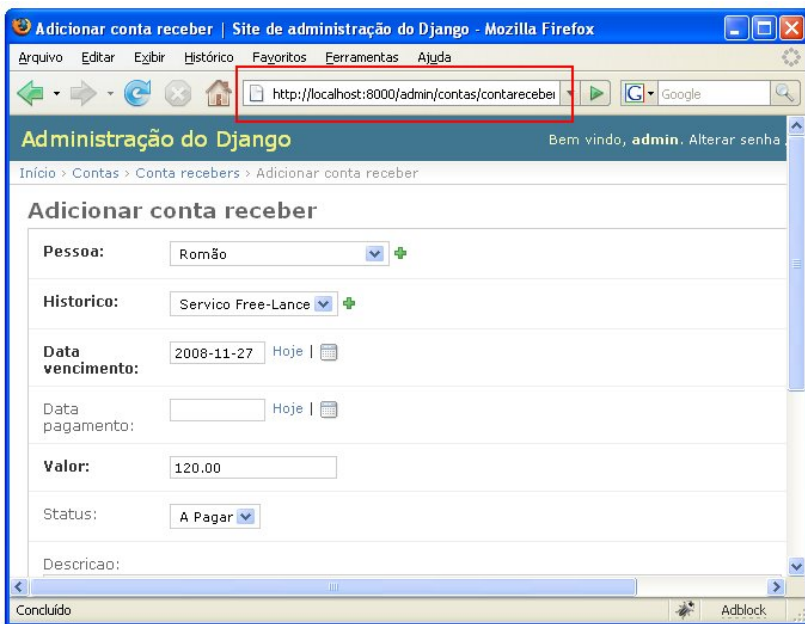 Adicionar conta receber | Site de administração do Django - Mozilla Firefox
Arquivo Editar Exibir Histórico Favoritos Ferramentas Ajuda
http://localhost:8000/admin/contas/contareceber G Google
Administração do Django Bem vindo, admin. Alterar senha
Início > Contas > Conta recebers > Adicionar conta receber
Adicionar conta receber
Pessoa: Romão
Historico: Servico Free-Lance
Data vencimento: 2008-11-27 Hoje |
Data pagamento: Hoje |
Valor: 120.00
Status: A Pagar
Descricao:
Concluído Adblock